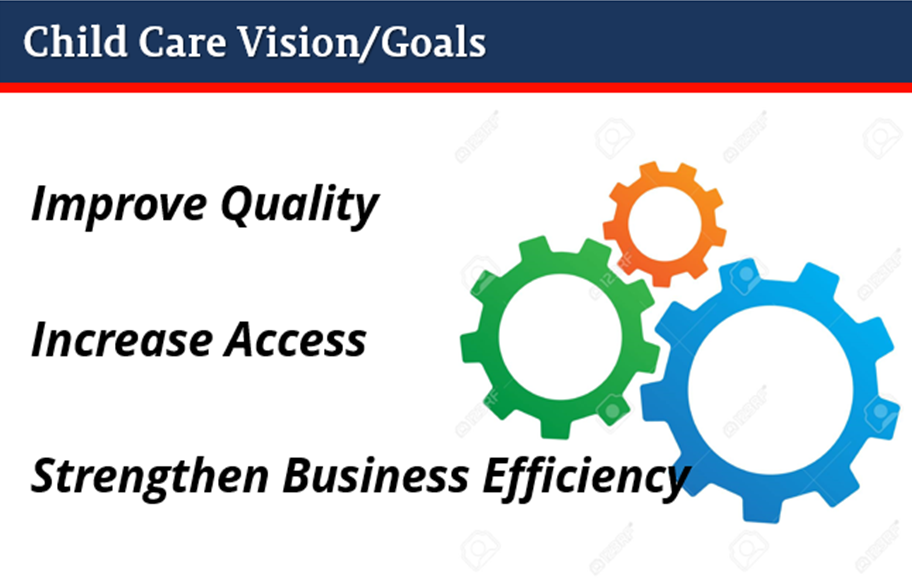 Child Care Vision/Goals
Improve Quality
Increase Access
Strengthen Business Efficiency